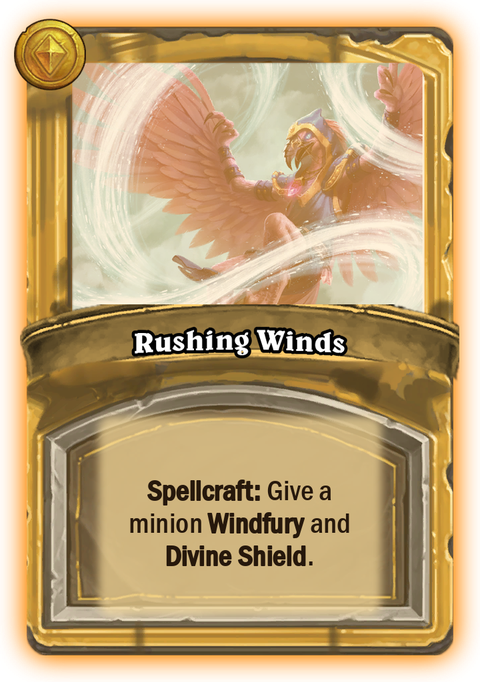 Rushing Winds
Spellcraft: Give a
minion Windfury and
Divine Shield.